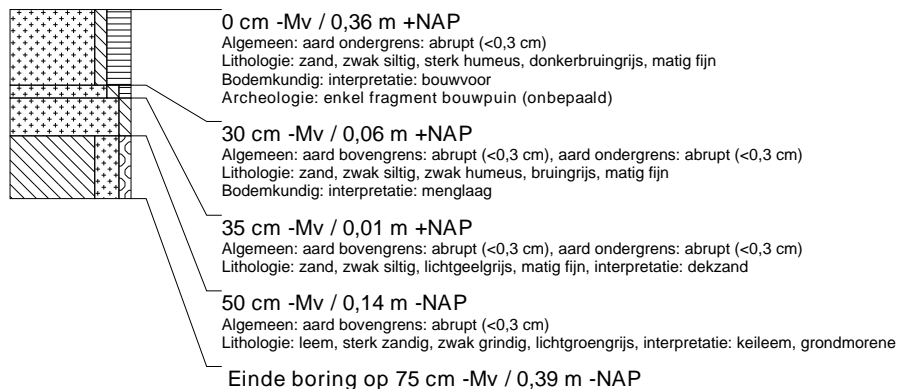 0 cm -Mv / 0,36 m +NAP
Algemeen: aard ondergrens: abrupt (<0,3 cm)
Lithologie: zand, zwak siltig, sterk humeus, donkerbruingrijs, matig fijn
Bodemkundig: interpretatie: bouwvoor
Archeologie: enkel fragment bouwpuin (onbepaald)
30 cm -Mv / 0,06 m +NAP
Algemeen: aard bovengrens: abrupt (<0,3 cm), aard ondergrens: abrupt (<0,3 cm)
Lithologie: zand, zwak siltig, zwak humeus, bruingrijs, matig fijn
Bodemkundig: interpretatie: menglaag
35 cm -Mv / 0,01 m +NAP
Algemeen: aard bovengrens: abrupt (<0,3 cm), aard ondergrens: abrupt (<0,3 cm)
Lithologie: zand, zwak siltig, lichtgeelgrijs, matig fijn, interpretatie: dekzand
50 cm -Mv / 0,14 m -NAP
Algemeen: aard bovengrens: abrupt (<0,3 cm)
Lithologie: leem, sterk zandig, zwak grindig, lichtgroengrijs, interpretatie: keileem, grondmorene
Einde boring op 75 cm -Mv / 0,39 m -NAP